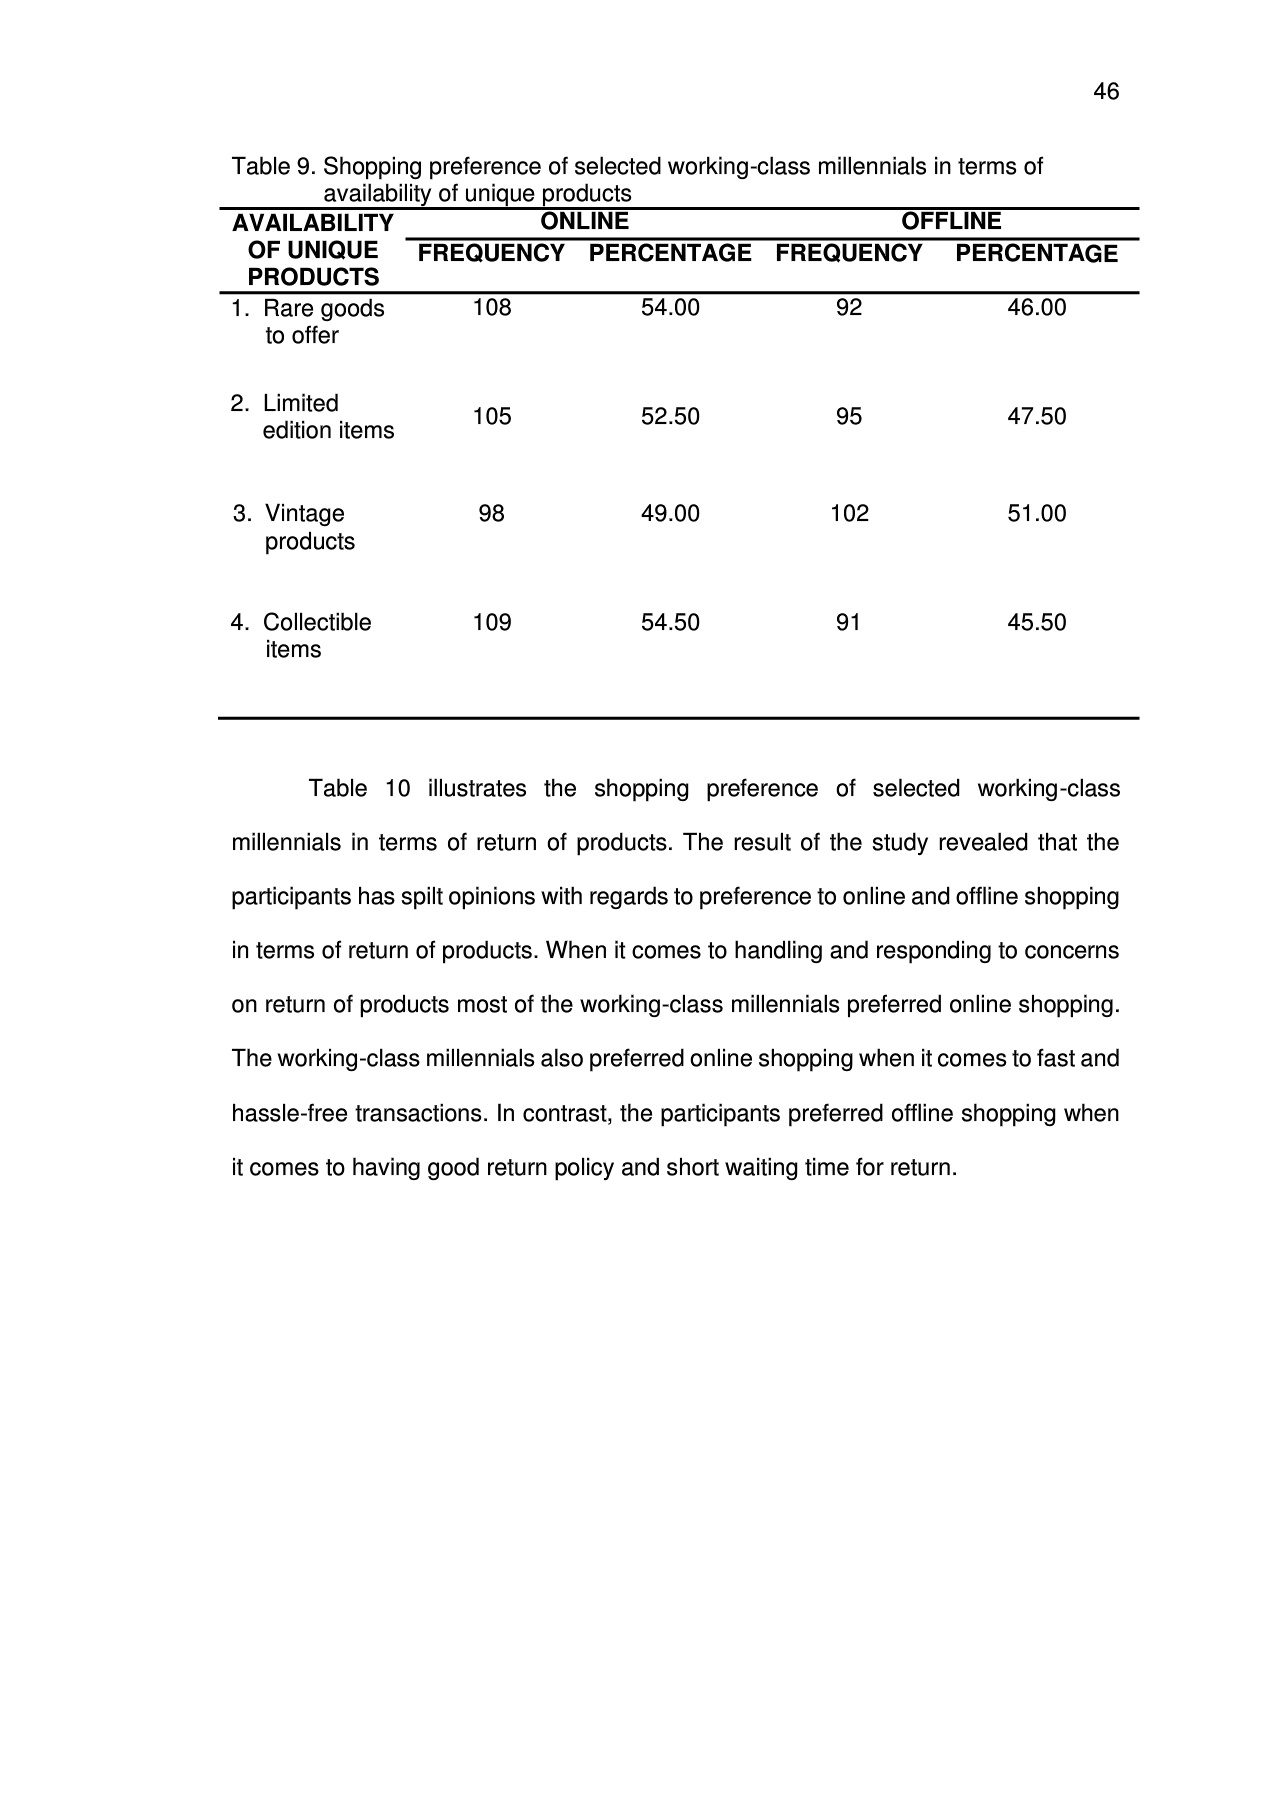 46
Table 9. Shopping preference of selected working-class millennials in terms of
availability of unique products
AVAILABILITY OF UNIQUE PRODUCTS ONLINE OFFLINE
FREQUENCY PERCENTAGE FREQUENCY PERCENTAGE
1. Rare goods 108 54.00 92 46.00
to offer
2. Limited
edition items 105 52.50 95 47.50
3. Vintage 98 49.00 102 51.00
products
4. Collectible 109 54.50 91 45.50
items
Table 10 illustrates the shopping preference of selected working-class
millennials in terms of return of products. The result of the study revealed that the
participants has spilt opinions with regards to preference to online and offline shopping
in terms of return of products. When it comes to handling and responding to concerns
on return of products most of the working-class millennials preferred online shopping.
The working-class millennials also preferred online shopping when it comes to fast and
hassle-free transactions. In contrast, the participants preferred offline shopping when
it comes to having good return policy and short waiting time for return.